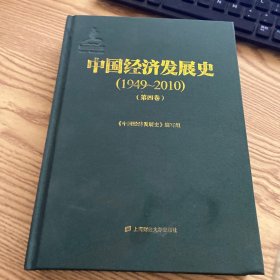 中国经济发展史
(1949~2010)
(第四卷)
《中国经济发展史》编写组
上海财经大学出版社